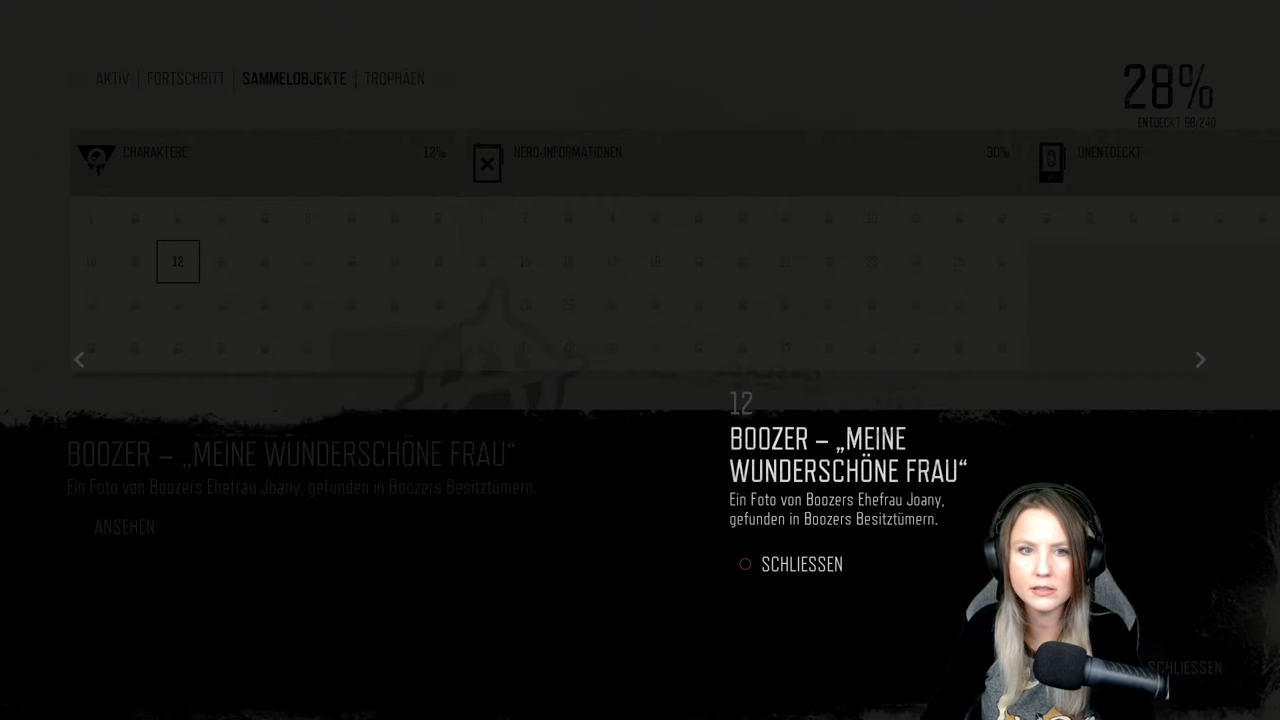 AKTIV | FORTSCHRITT | SAMMELOBJEKTE | TROPHÄEN
28%
ENTDECKT 68/240
CHARAKTERE 12%
NERO-INFORMATIONEN 30%
UNENTDECKT
12
12
BOOZER – „MEINE
WUNDERSCHÖNE FRAU“
Ein Foto von Boozers Ehefrau Joany,
gefunden in Boozers Besitztümern.
SCHLIESSEN
BOOZER – „MEINE WUNDERSCHÖNE FRAU“
Ein Foto von Boozers Ehefrau Joany, gefunden in Boozers Besitztümern.
ANSEHEN
SCHLIESSEN